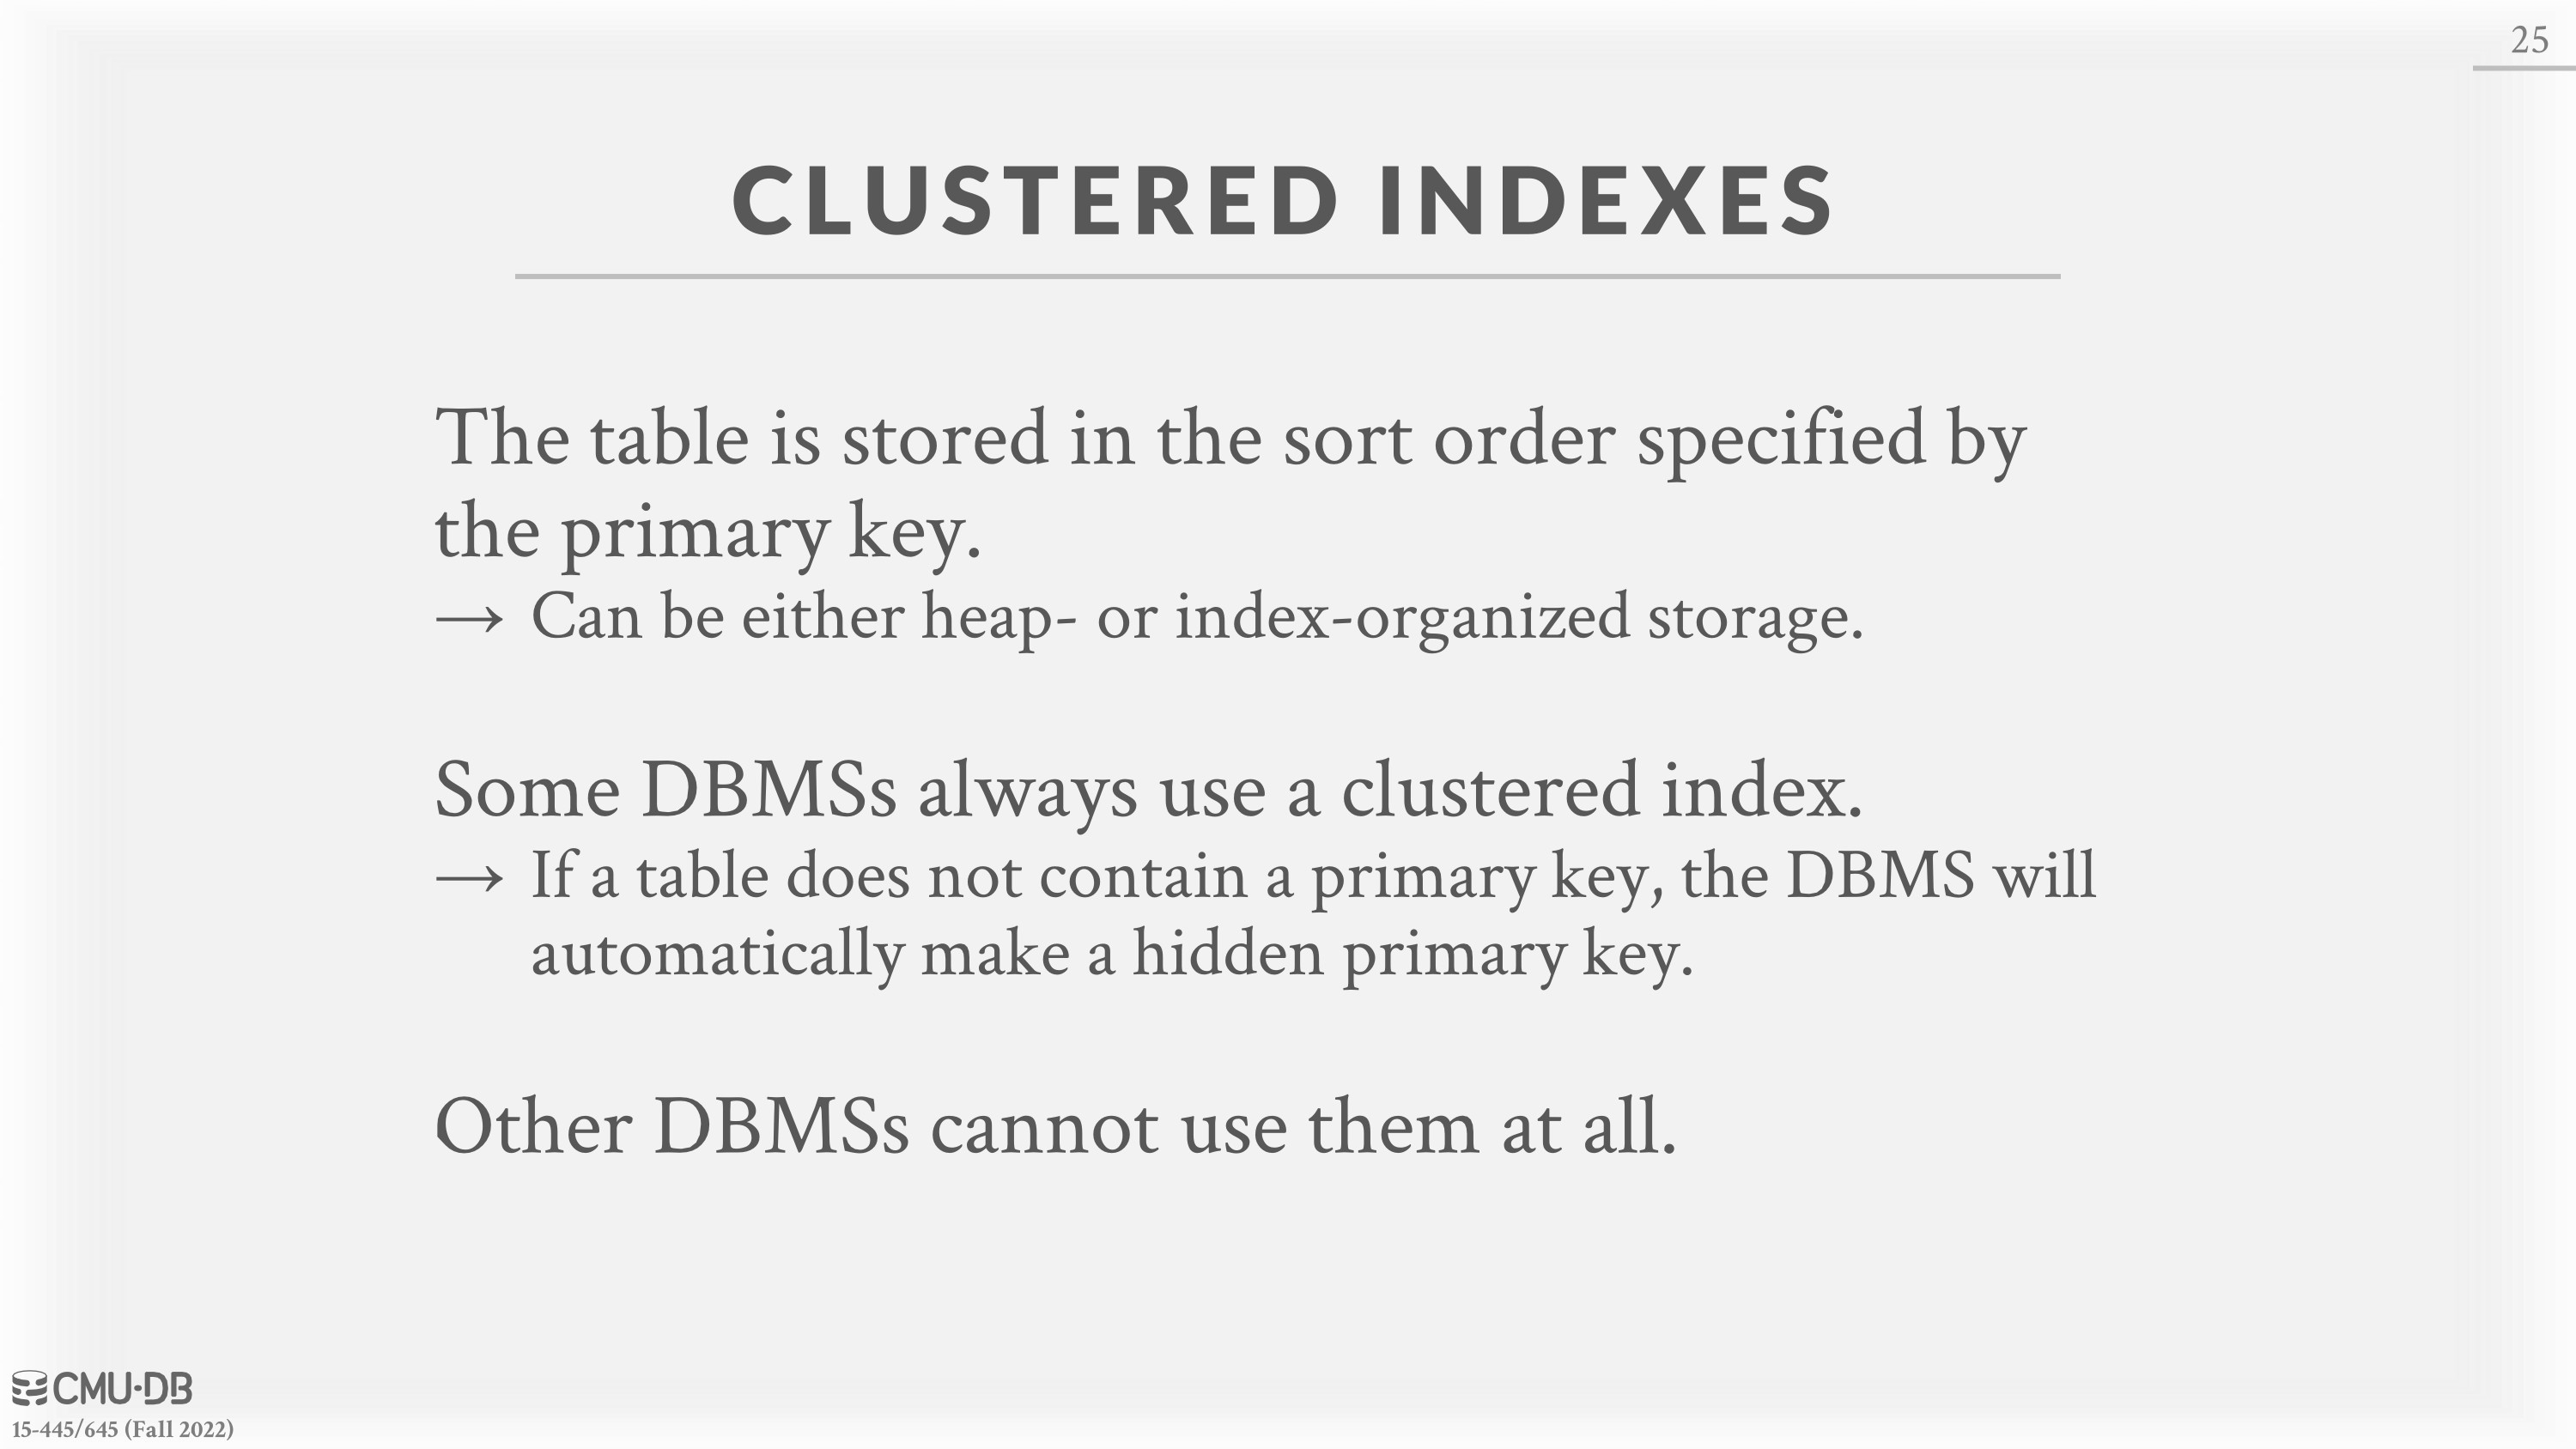 25
CLUSTERED INDEXES
The table is stored in the sort order specified by
the primary key.
→ Can be either heap- or index-organized storage.
Some DBMSs always use a clustered index.
→ If a table does not contain a primary key, the DBMS will
automatically make a hidden primary key.
Other DBMSs cannot use them at all.
CMU·DB
15-445/645 (Fall 2022)